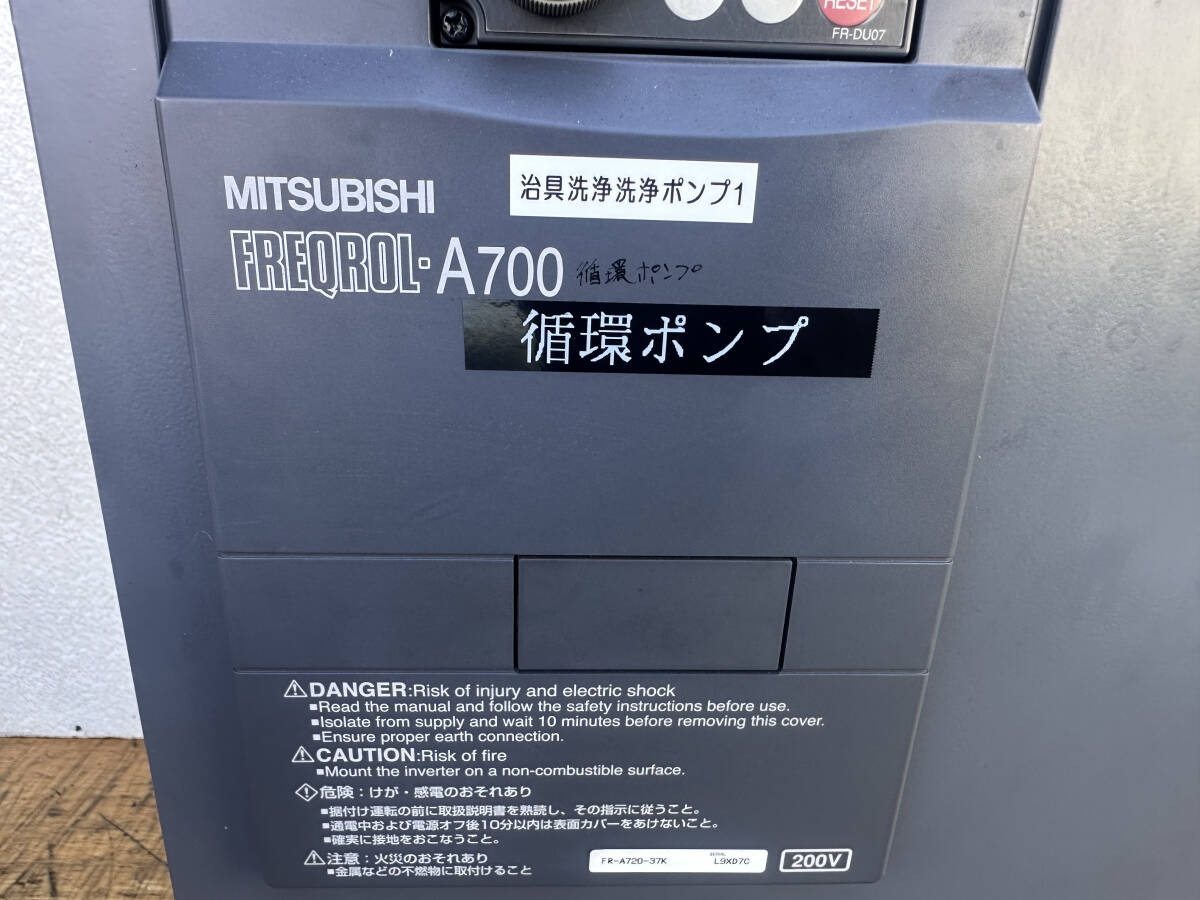 RESET
FR-DU07
MITSUBISHI
治具洗浄洗浄ポンプ1
FREQROL-A700
循環ポンプ
循環ポンプ
⚠DANGER:Risk of injury and electric shock
■Read the manual and follow the safety instructions before use.
■Isolate from supply and wait 10 minutes before removing this cover.
■Ensure proper earth connection.
⚠CAUTION:Risk of fire
■Mount the inverter on a non-combustible surface.
危険：けが・感電のおそれあり
■据付け運転の前に取扱説明書を熟読し、その指示に従うこと。
■通電中および電源オフ後10分以内は表面カバーをあけないこと。
■確実に接地をおこなうこと。
⚠注意：火災のおそれあり
■金属などの不燃物に取付けること
FR-A720-37K
SERIAL
L9XD7C
200V